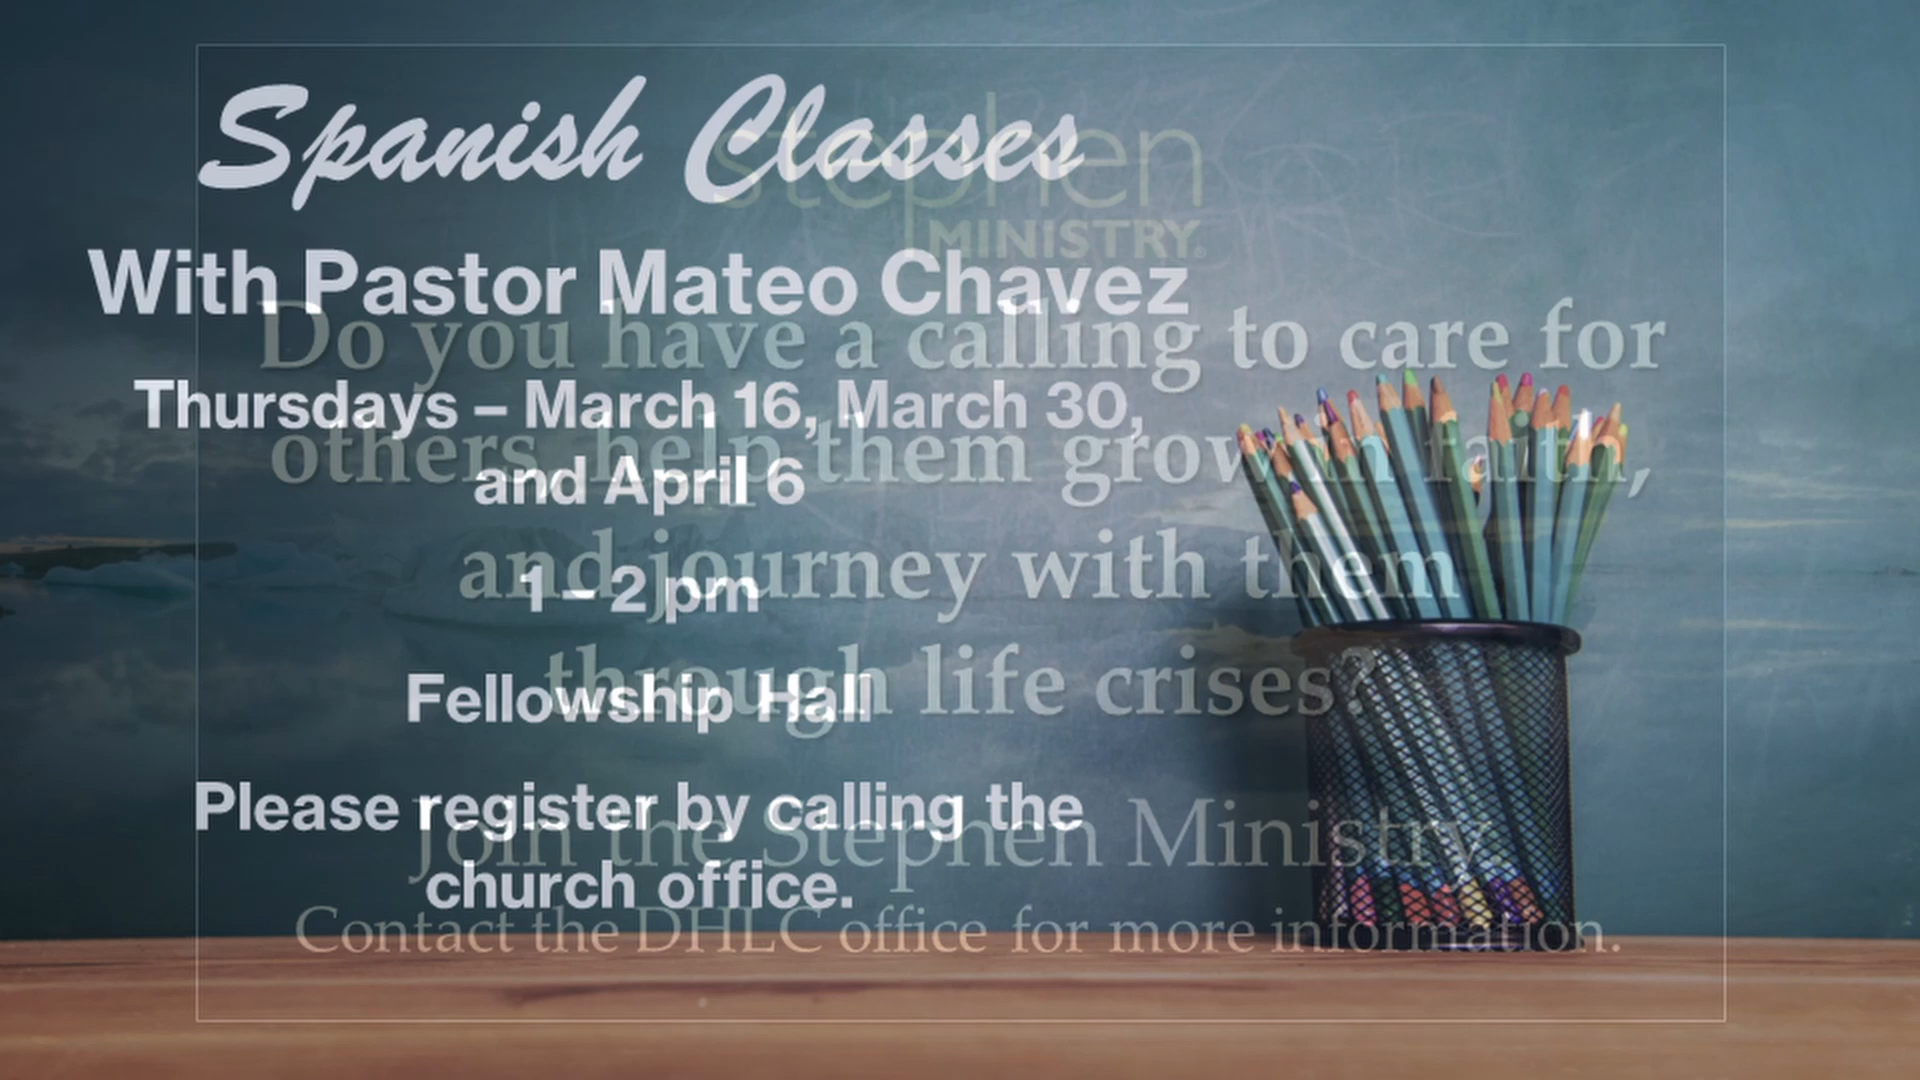 Spanish Classes
With Pastor Mateo Chavez
Thursdays – March 16, March 30,
and April 6
1 – 2 pm
Fellowship Hall
Please register by calling the
church office.
stephen
MINISTRY®
Do you have a calling to care for
others, help them grow in faith,
and journey with them
through life crises?
Join the Stephen Ministry
Contact the DHLC office for more information.